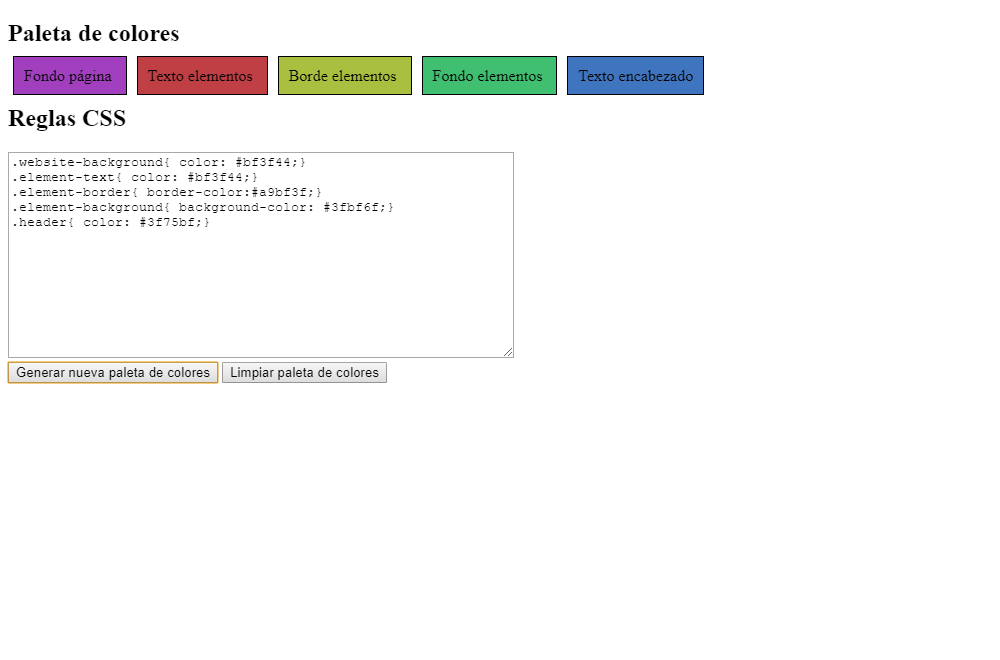 Paleta de colores
Fondo página Texto elementos Borde elementos Fondo elementos Texto encabezado
Reglas CSS
.website-background{ color: #bf3f44;}
.element-text{ color: #bf3f44;}
.element-border{ border-color:#a9bf3f;}
.element-background{ background-color: #3fbf6f;}
.header{ color: #3f75bf;}
Generar nueva paleta de colores Limpiar paleta de colores